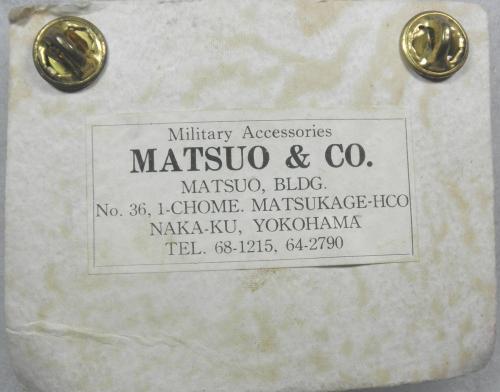 Military Accessories
MATSUO & CO.
MATSUO, BLDG.
No. 36, 1-CHOME. MATSUKAGE-HCO
NAKA-KU, YOKOHAMA
TEL. 68-1215, 64-2790